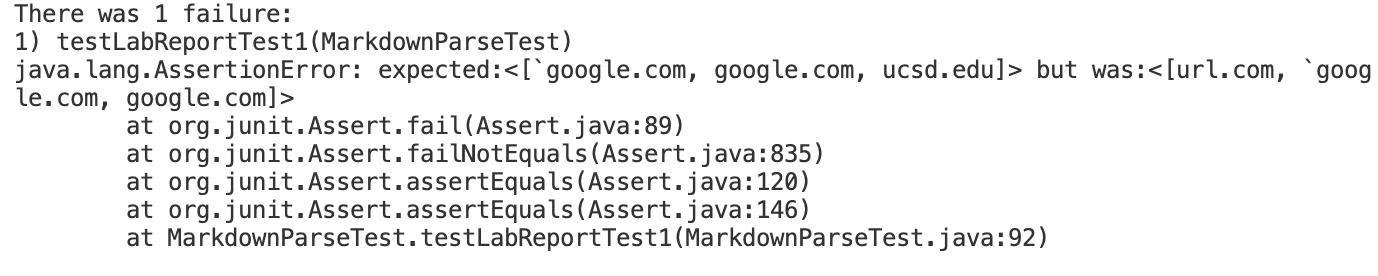 There was 1 failure:
1) testLabReportTest1(MarkdownParseTest)
java.lang.AssertionError: expected:<[`google.com, google.com, ucsd.edu]> but was:<[url.com, `goog
le.com, google.com]>
at org.junit.Assert.fail(Assert.java:89)
at org.junit.Assert.failNotEquals(Assert.java:835)
at org.junit.Assert.assertEquals(Assert.java:120)
at org.junit.Assert.assertEquals(Assert.java:146)
at MarkdownParseTest.testLabReportTest1(MarkdownParseTest.java:92)